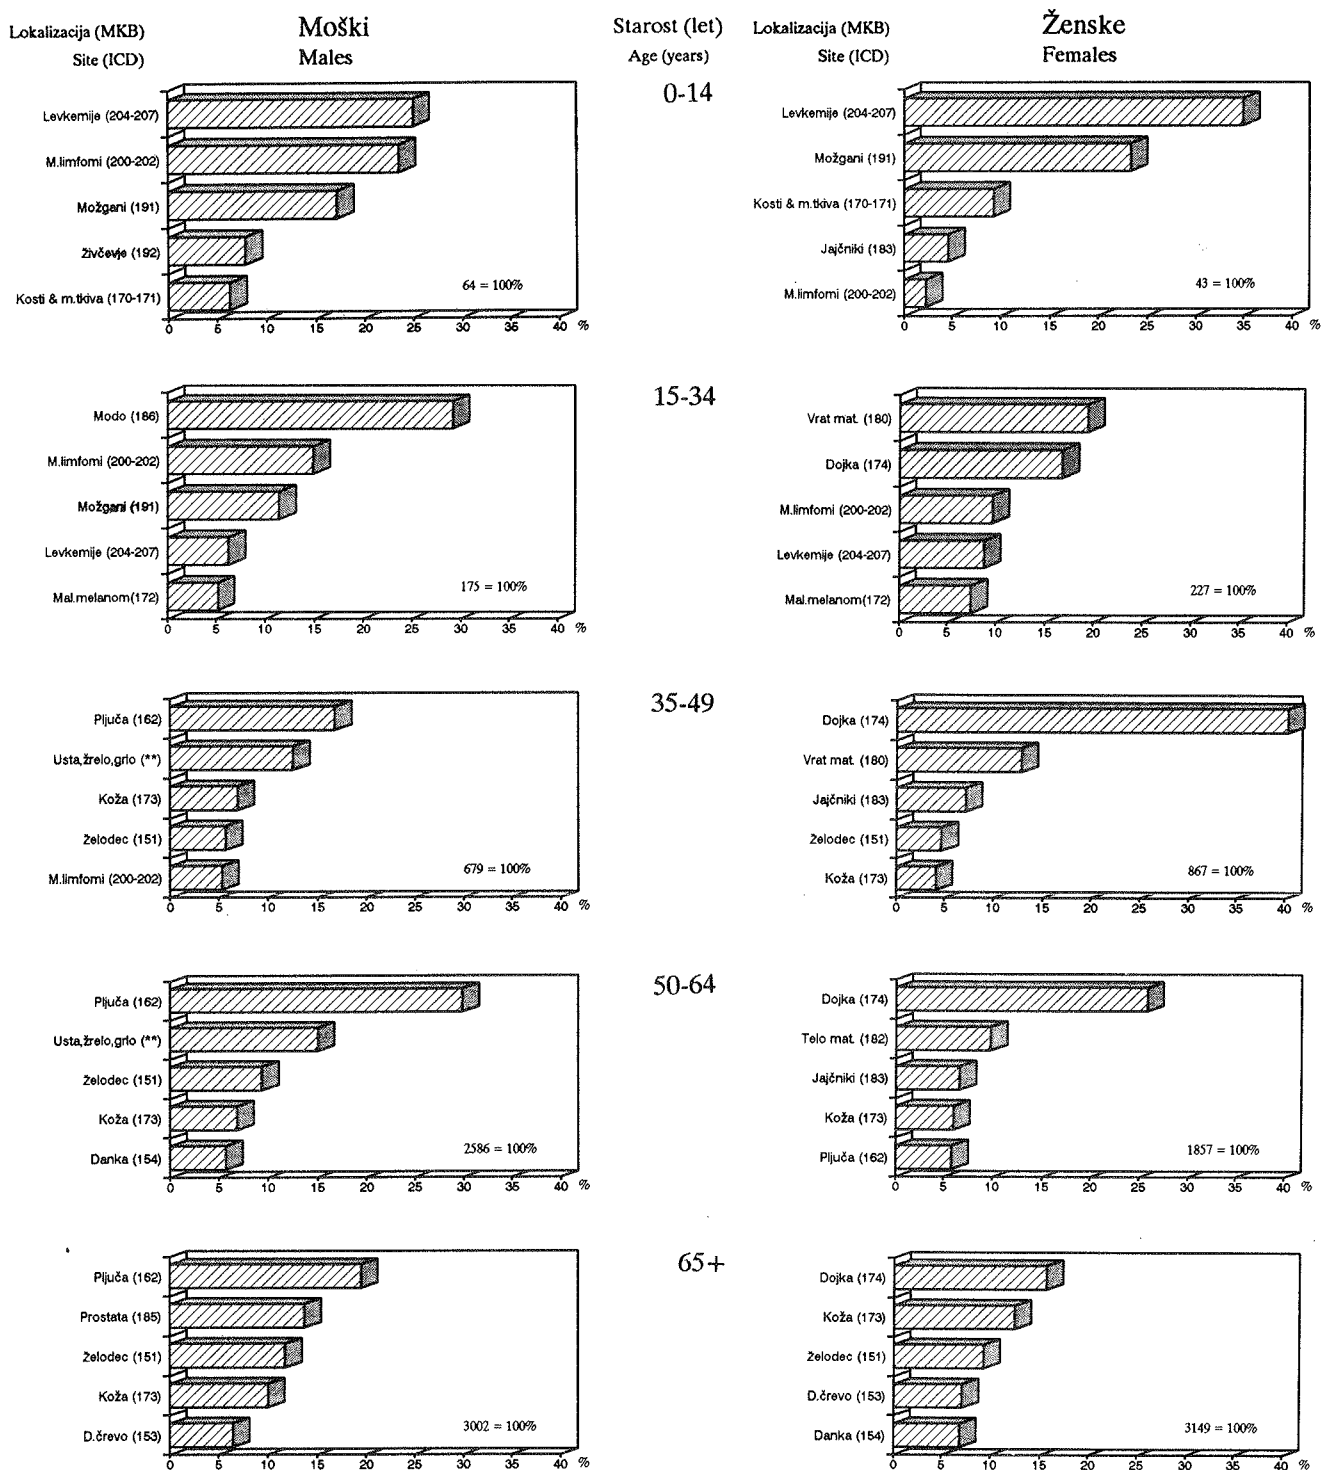 Lokalizacija (MKB) Moški Starost (let) Lokalizacija (MKB) Ženske
Site (ICD) Males Age (years) Site (ICD) Females
0-14
Levkemije (204-207)
M.limfomi (200-202)
Možgani (191)
Živčevje (192)
Kosti & m.tkiva (170-171)
64 = 100%
0 5 10 15 20 25 30 35 40 %
Levkemije (204-207)
Možgani (191)
Kosti & m.tkiva (170-171)
Jajčniki (183)
M.limfomi (200-202)
43 = 100%
0 5 10 15 20 25 30 35 40 %
15-34
Modo (186)
M.limfomi (200-202)
Možgani (191)
Levkemije (204-207)
Mal.melanom(172)
175 = 100%
0 5 10 15 20 25 30 35 40 %
Vrat mat. (180)
Dojka (174)
M.limfomi (200-202)
Levkemije (204-207)
Mal.melanom(172)
227 = 100%
0 5 10 15 20 25 30 35 40 %
35-49
Pljuča (162)
Usta,žrelo,grlo (**)
Koža (173)
Želodec (151)
M.limfomi (200-202)
679 = 100%
0 5 10 15 20 25 30 35 40 %
Dojka (174)
Vrat mat. (180)
Jajčniki (183)
Želodec (151)
Koža (173)
867 = 100%
0 5 10 15 20 25 30 35 40 %
50-64
Pljuča (162)
Usta,žrelo,grlo (**)
Želodec (151)
Koža (173)
Danka (154)
2586 = 100%
0 5 10 15 20 25 30 35 40 %
Dojka (174)
Telo mat. (182)
Jajčniki (183)
Koža (173)
Pljuča (162)
1857 = 100%
0 5 10 15 20 25 30 35 40 %
65+
Pljuča (162)
Prostata (185)
Želodec (151)
Koža (173)
D.črevo (153)
3002 = 100%
0 5 10 15 20 25 30 35 40 %
Dojka (174)
Koža (173)
Želodec (151)
D.črevo (153)
Danka (154)
3149 = 100%
0 5 10 15 20 25 30 35 40 %